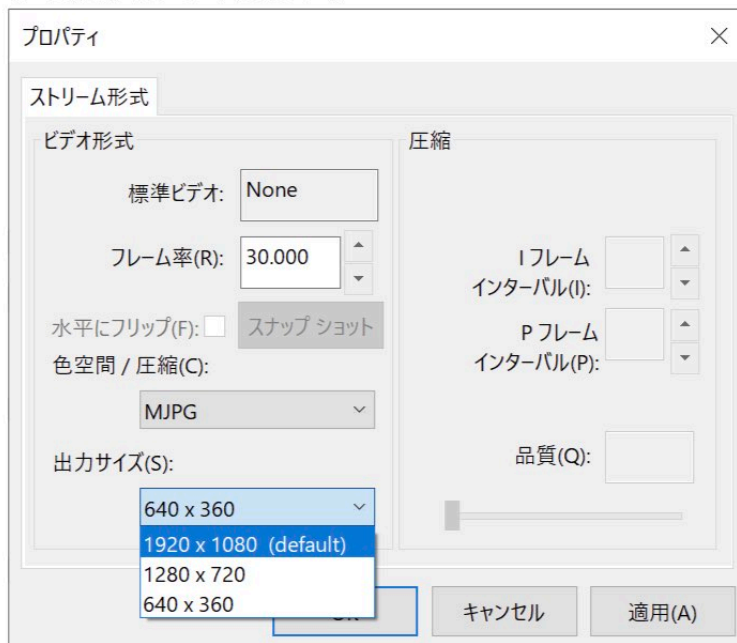 プロパティ
ストリーム形式
ビデオ形式
標準ビデオ: None
フレーム率(R): 30.000
水平にフリップ(F): スナップ ショット
色空間 / 圧縮(C):
MJPG
出力サイズ(S):
640 x 360
1920 x 1080 (default)
1280 x 720
640 x 360
圧縮
I フレーム
インターバル(I):
P フレーム
インターバル(P):
品質(Q):
キャンセル
適用(A)